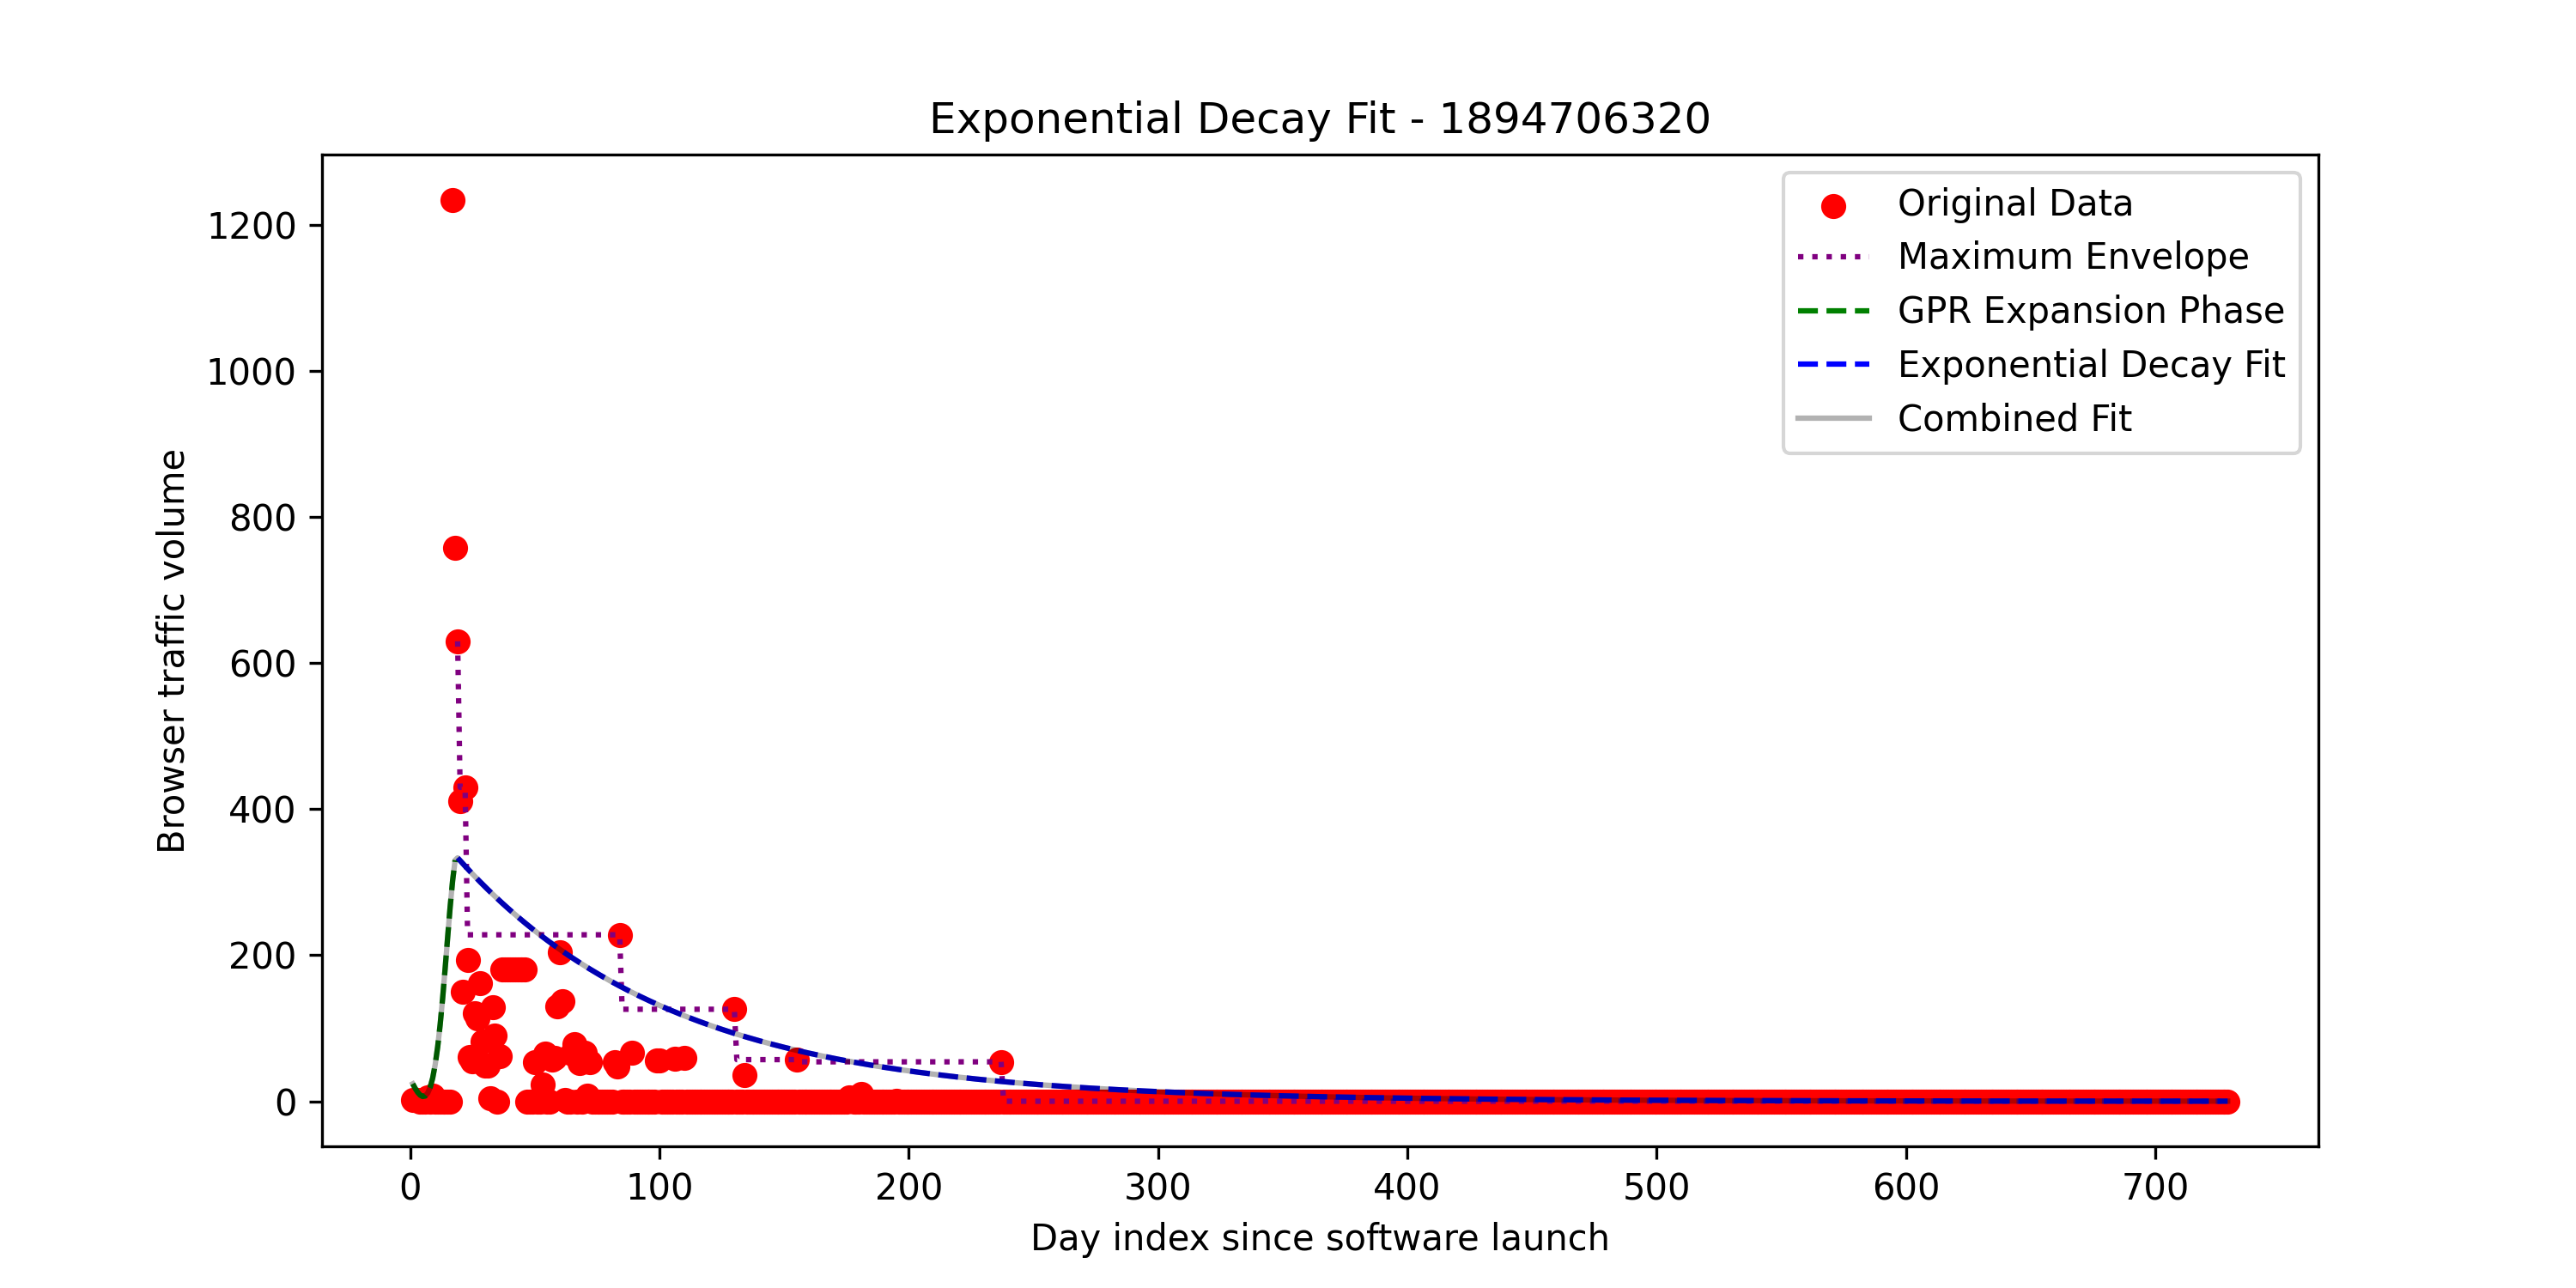 Exponential Decay Fit - 1894706320
Original Data
Maximum Envelope
GPR Expansion Phase
Exponential Decay Fit
Combined Fit
Browser traffic volume
1200
1000
800
600
400
200
0
0 100 200 300 400 500 600 700
Day index since software launch